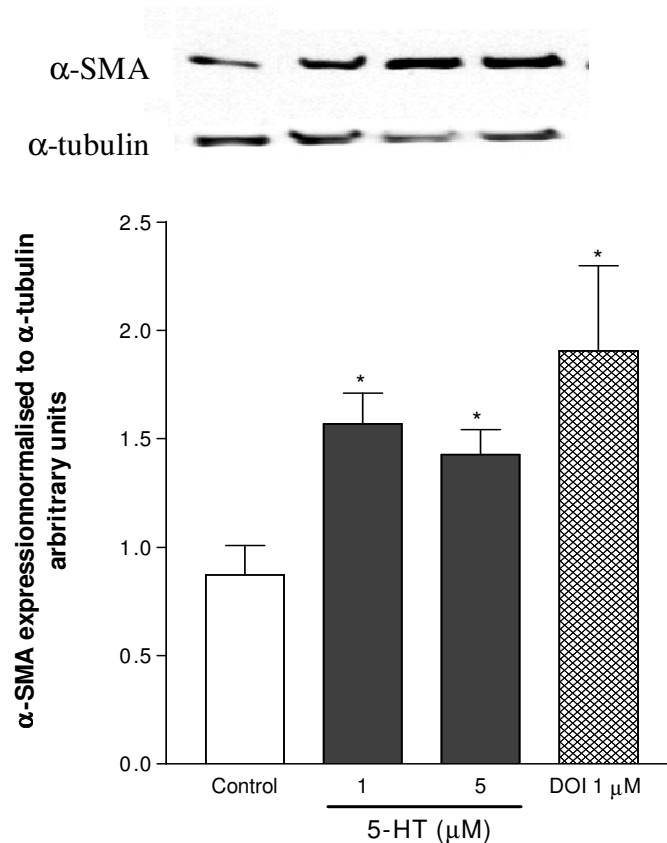 α-SMA
α-tubulin
α-SMA expressionnormalised to α-tubulin
arbritrary units
2.5
2.0
1.5
1.0
0.5
0.0
*
*
*
Control
1
5
DOI 1 μM
5-HT (μM)